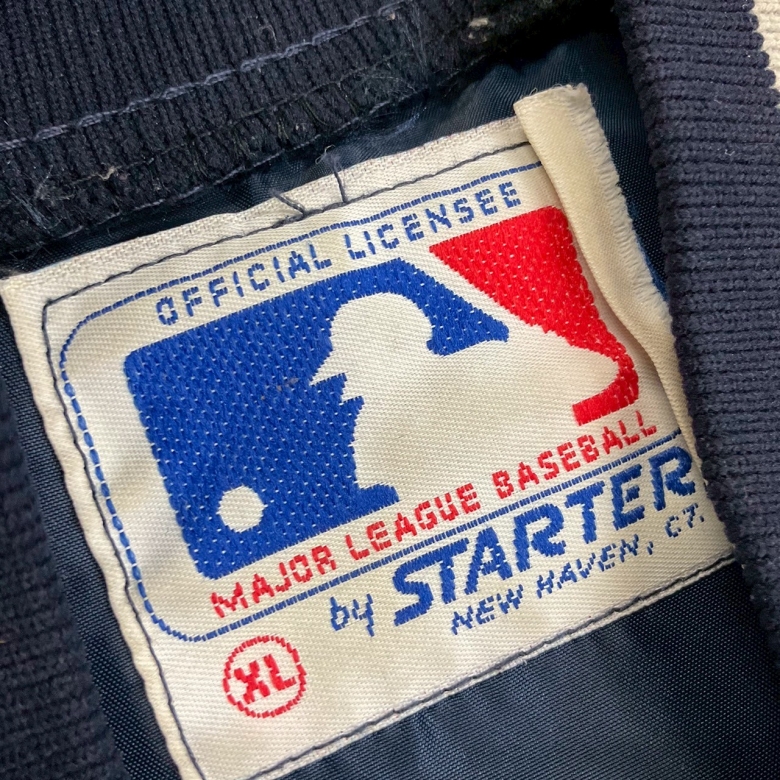 OFFICIAL LICENSEE
MAJOR LEAGUE BASEBALL
by STARTER
NEW HAVEN, CT.
XL